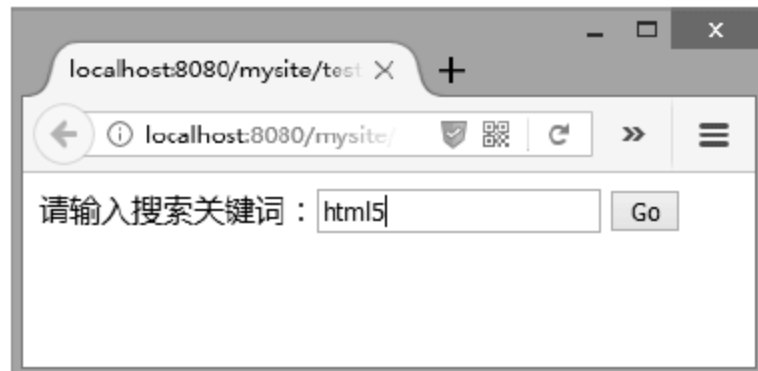 localhost:8080/mysite/test
localhost:8080/mysite/
请输入搜索关键词：html5 Go